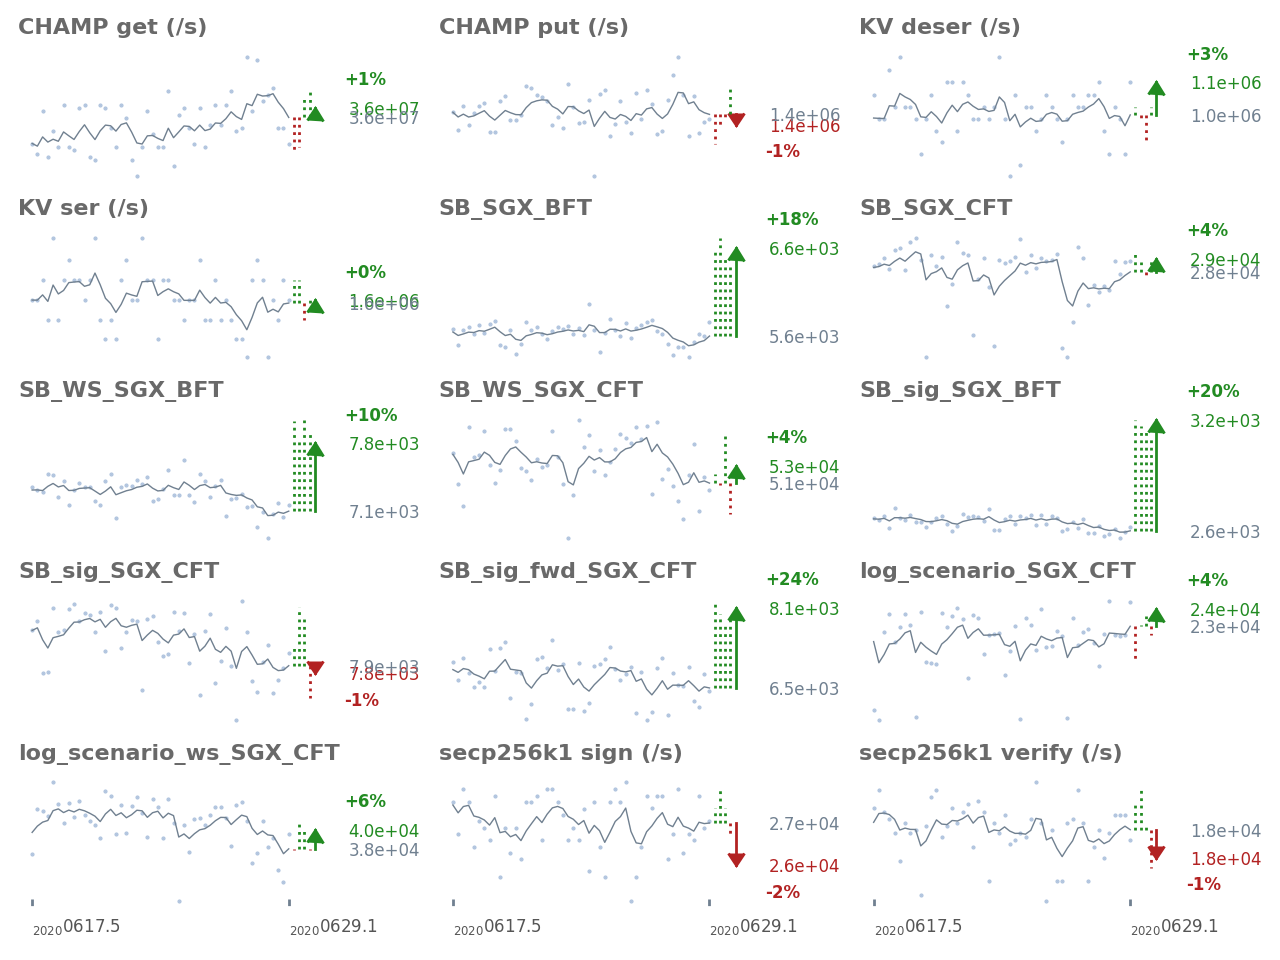 CHAMP get (/s)
+1%
3.6e+07
3.6e+07
CHAMP put (/s)
1.4e+06
1.4e+06
-1%
KV deser (/s)
+3%
1.1e+06
1.0e+06
KV ser (/s)
+0%
1.6e+06
1.6e+06
SB_SGX_BFT
+18%
6.6e+03
5.6e+03
SB_SGX_CFT
+4%
2.9e+04
2.8e+04
SB_WS_SGX_BFT
+10%
7.8e+03
7.1e+03
SB_WS_SGX_CFT
+4%
5.3e+04
5.1e+04
SB_sig_SGX_BFT
+20%
3.2e+03
2.6e+03
SB_sig_SGX_CFT
7.9e+03
7.8e+03
-1%
SB_sig_fwd_SGX_CFT
+24%
8.1e+03
6.5e+03
log_scenario_SGX_CFT
+4%
2.4e+04
2.3e+04
log_scenario_ws_SGX_CFT
+6%
4.0e+04
3.8e+04
secp256k1 sign (/s)
2.7e+04
2.6e+04
-2%
secp256k1 verify (/s)
1.8e+04
1.8e+04
-1%
20200617.5
20200629.1
20200617.5
20200629.1
20200617.5
20200629.1